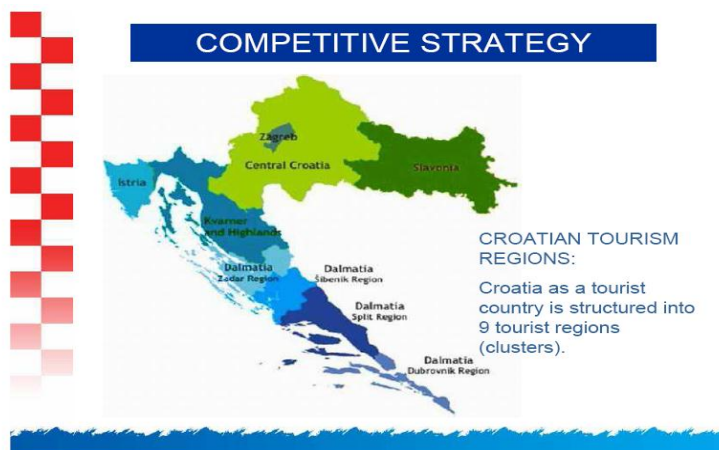 COMPETITIVE STRATEGY
Zagreb
Central Croatia
Slavonia
Istria
Kvarner
and Highlands
Dalmatia
Zadar Region
Dalmatia
Šibenik Region
Dalmatia
Split Region
Dalmatia
Dubrovnik Region
CROATIAN TOURISM
REGIONS:
Croatia as a tourist
country is structured into
9 tourist regions
(clusters).